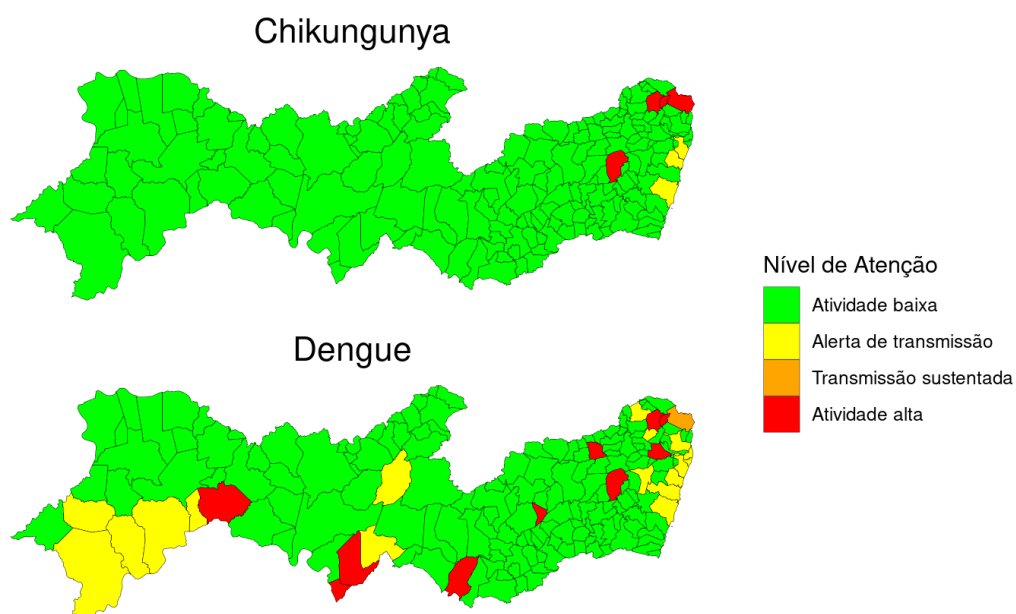 Chikungunya
Dengue
Nível de Atenção
Atividade baixa
Alerta de transmissão
Transmissão sustentada
Atividade alta